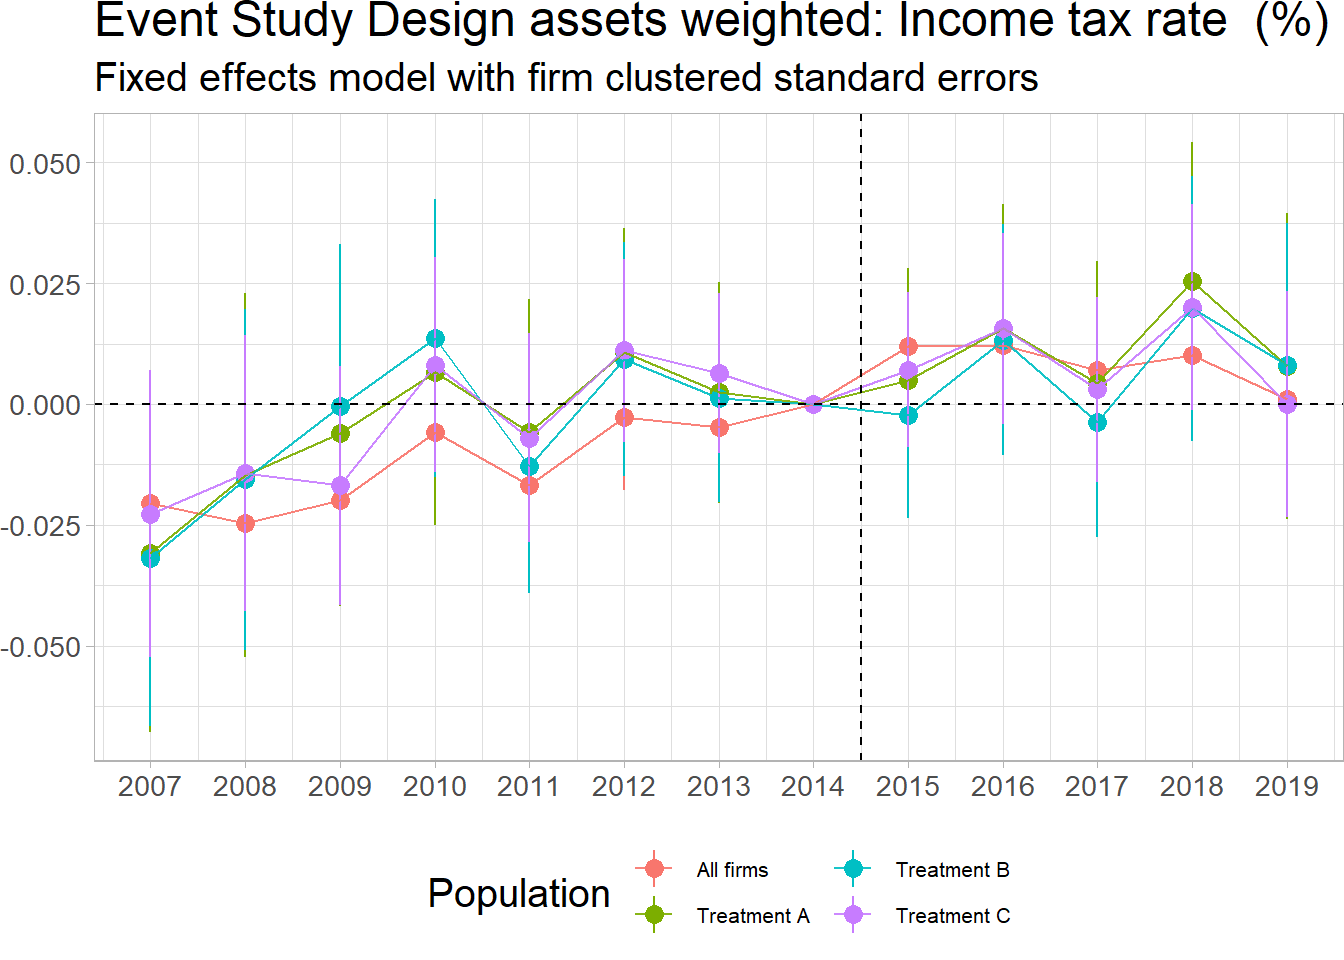 Event Study Design assets weighted: Income tax rate  (%)
Fixed effects model with firm clustered standard errors
0.050
0.025
0.000
-0.025
-0.050
2007 2008 2009 2010 2011 2012 2013 2014 2015 2016 2017 2018 2019
Population
All firms
Treatment A
Treatment B
Treatment C